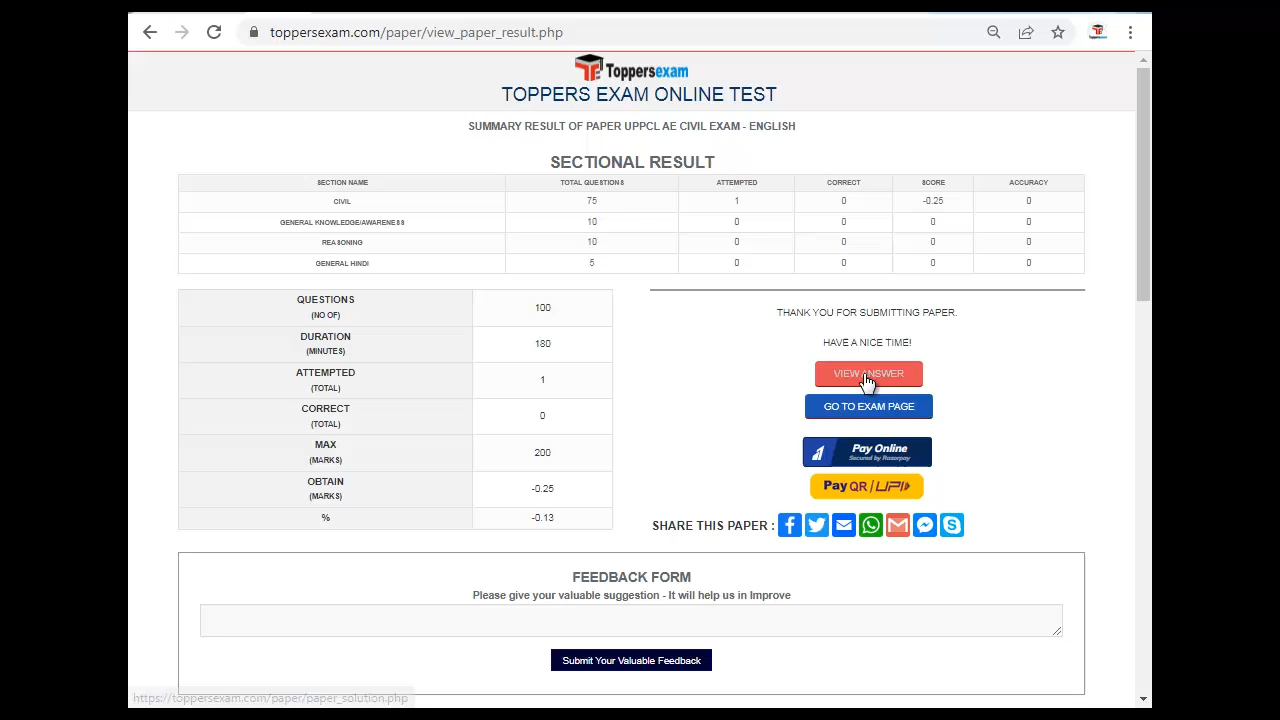 toppersexam.com/paper/view_paper_result.php
Toppersexam
TOPPERS EXAM ONLINE TEST
SUMMARY RESULT OF PAPER UPPCL AE CIVIL EXAM - ENGLISH
SECTIONAL RESULT
SECTION NAME TOTAL QUESTIONS ATTEMPTED CORRECT SCORE ACCURACY
CIVIL 75 1 0 -0.25 0
GENERAL KNOWLEDGE/AWARENESS 10 0 0 0 0
REASONING 10 0 0 0 0
GENERAL HINDI 5 0 0 0 0
QUESTIONS
(NO OF)
100
DURATION
(MINUTES)
180
ATTEMPTED
(TOTAL)
1
CORRECT
(TOTAL)
0
MAX
(MARKS)
200
OBTAIN
(MARKS)
-0.25
% -0.13
THANK YOU FOR SUBMITTING PAPER.
HAVE A NICE TIME!
VIEW ANSWER
GO TO EXAM PAGE
Pay Online
Secured by Razorpay
Pay QR/UPI
SHARE THIS PAPER :
FEEDBACK FORM
Please give your valuable suggestion - It will help us in Improve
Submit Your Valuable Feedback
https://toppersexam.com/paper/paper_solution.php